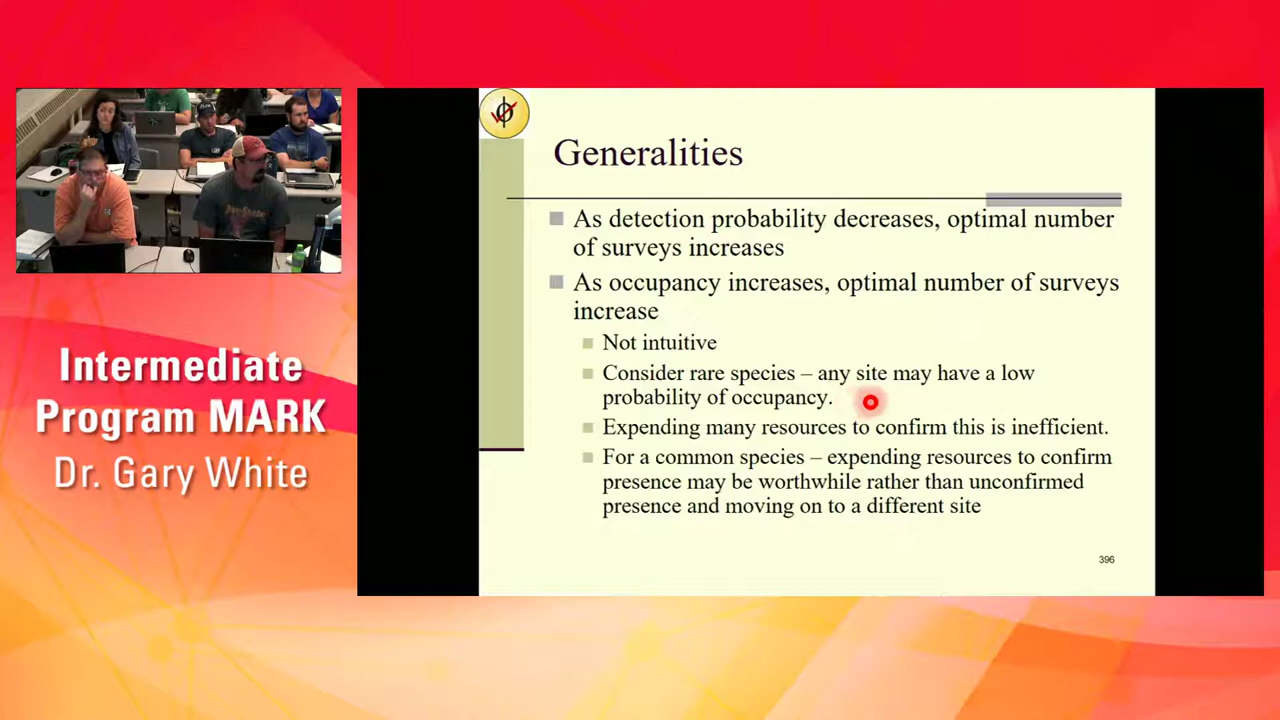 Generalities
As detection probability decreases, optimal number
of surveys increases
As occupancy increases, optimal number of surveys
increase
Not intuitive
Consider rare species – any site may have a low
probability of occupancy.
Expending many resources to confirm this is inefficient.
For a common species – expending resources to confirm
presence may be worthwhile rather than unconfirmed
presence and moving on to a different site
396
Intermediate
Program MARK
Dr. Gary White